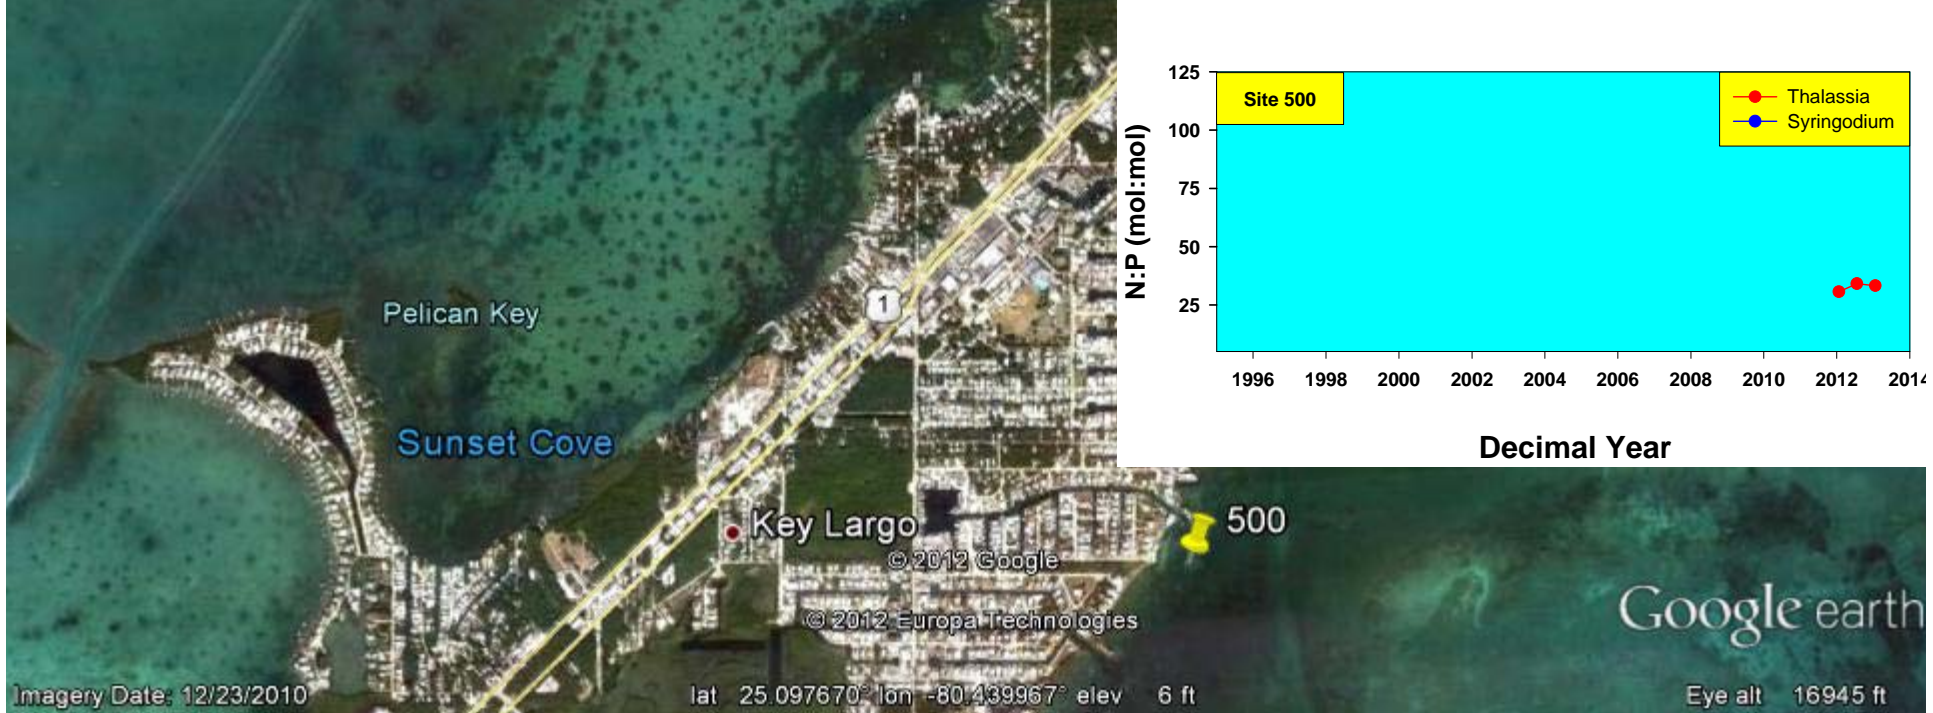 Site 500
Thalassia
Syringodium
125
100
75
50
25
N:P (mol:mol)
1996 1998 2000 2002 2004 2006 2008 2010 2012 2014
Decimal Year
1
Pelican Key
Sunset Cove
Key Largo
500
© 2012 Google
© 2012 Europa Technologies
Google earth
Imagery Date: 12/23/2010
lat 25.097670° lon -80.439967° elev 6 ft
Eye alt 16945 ft